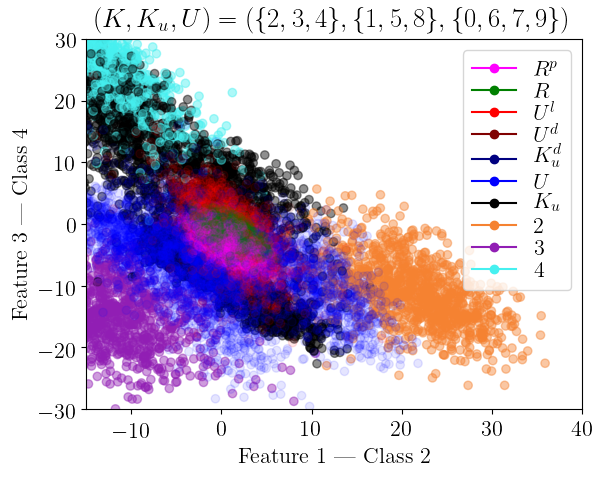 (K, K_u, U) = ({2, 3, 4}, {1, 5, 8}, {0, 6, 7, 9})
30
20
10
0
−10
−20
−30
Feature 3 — Class 4
R^p
R
U^l
U^d
K_u^d
U
K_u
2
3
4
−10 0 10 20 30 40
Feature 1 — Class 2